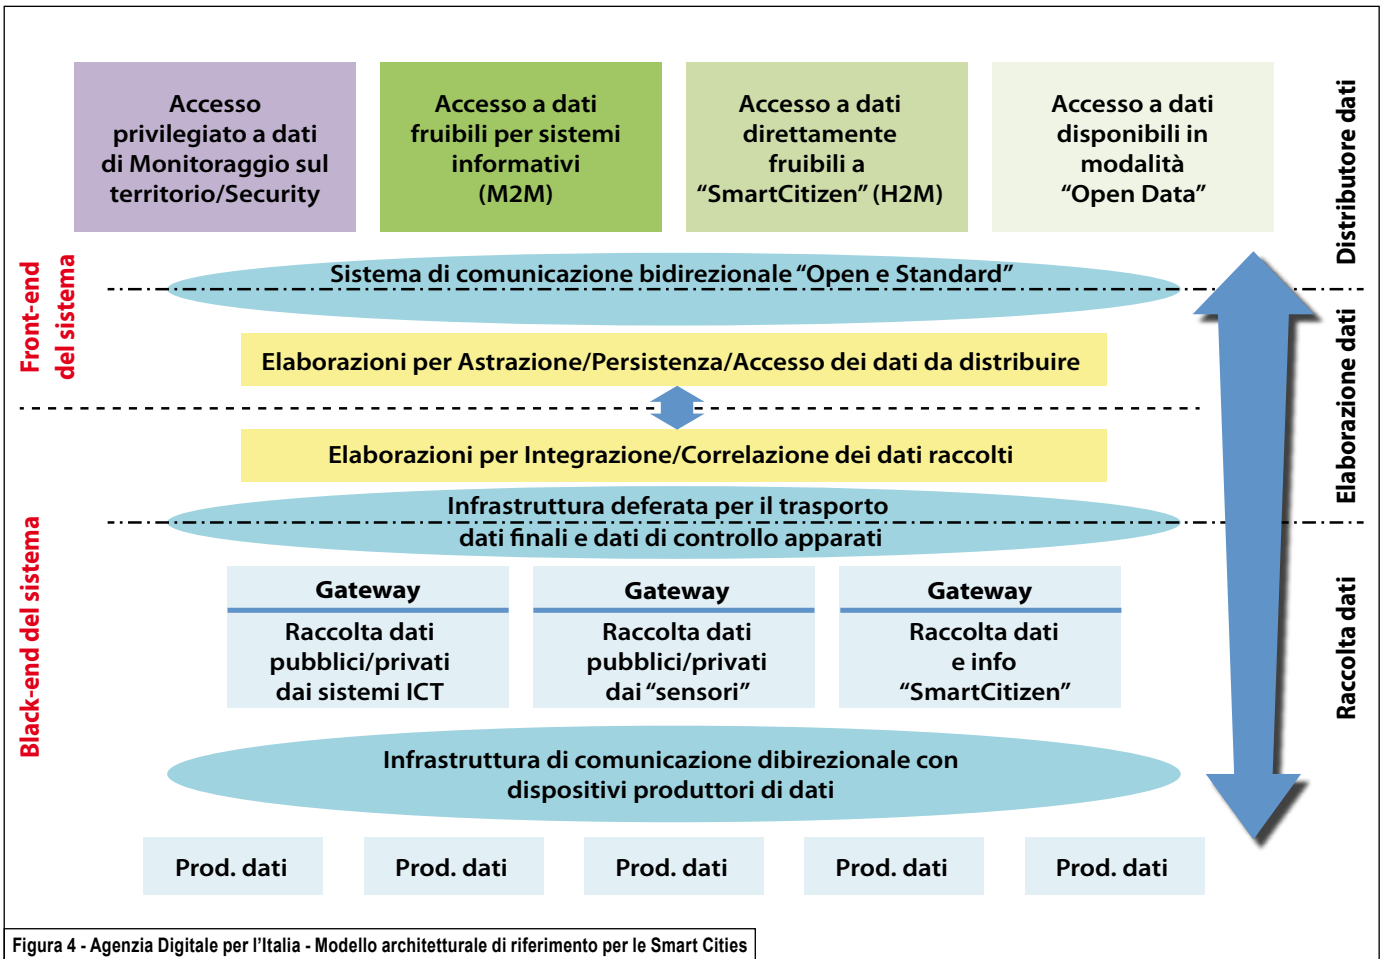 Accesso
privilegiato a dati
di Monitoraggio sul
territorio/Security
Accesso a dati
fruibili per sistemi
informativi
(M2M)
Accesso a dati
direttamente
fruibili a
“SmartCitizen” (H2M)
Accesso a dati
disponibili in
modalità
“Open Data”
Distributore dati
Front-end
del sistema
Sistema di comunicazione bidirezionale “Open e Standard”
Elaborazioni per Astrazione/Persistenza/Accesso dei dati da distribuire
Elaborazione dati
Elaborazioni per Integrazione/Correlazione dei dati raccolti
Black-end del sistema
Infrastruttura deferata per il trasporto
dati finali e dati di controllo apparati
Gateway
Raccolta dati
pubblici/privati
dai sistemi ICT
Gateway
Raccolta dati
pubblici/privati
dai “sensori”
Gateway
Raccolta dati
e info
“SmartCitizen”
Raccolta dati
Infrastruttura di comunicazione dibirezionale con
dispositivi produttori di dati
Prod. dati
Prod. dati
Prod. dati
Prod. dati
Prod. dati
Figura 4 - Agenzia Digitale per l’Italia - Modello architetturale di riferimento per le Smart Cities